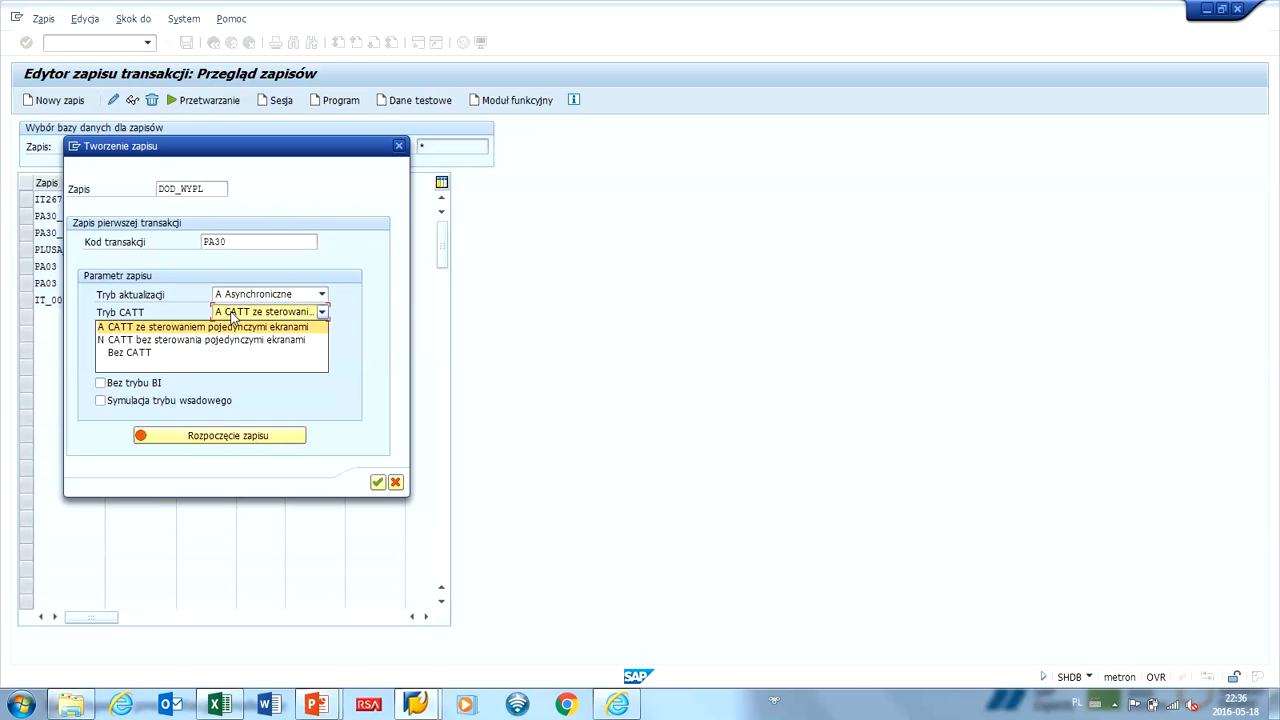 Zapis Edycja Skok do System Pomoc
Edytor zapisu transakcji: Przegląd zapisów
Nowy zapis Przetwarzanie Sesja Program Dane testowe Moduł funkcyjny
Wybór bazy danych dla zapisów
Zapis: *
Tworzenie zapisu
Zapis
IT267
PA30_
PA30_
PLUSA
PA03
PA03
IT_00
Zapis DOD_WYPL
Zapis pierwszej transakcji
Kod transakcji PA30
Parametr zapisu
Tryb aktualizacji A Asynchroniczne
Tryb CATT A CATT ze sterowani...
A CATT ze sterowaniem pojedynczymi ekranami
N CATT bez sterowania pojedynczymi ekranami
Bez CATT
Bez trybu BI
Symulacja trybu wsadowego
Rozpoczęcie zapisu
SAP
SHDB metron OVR
RSA
PL
22:36
2016-05-18